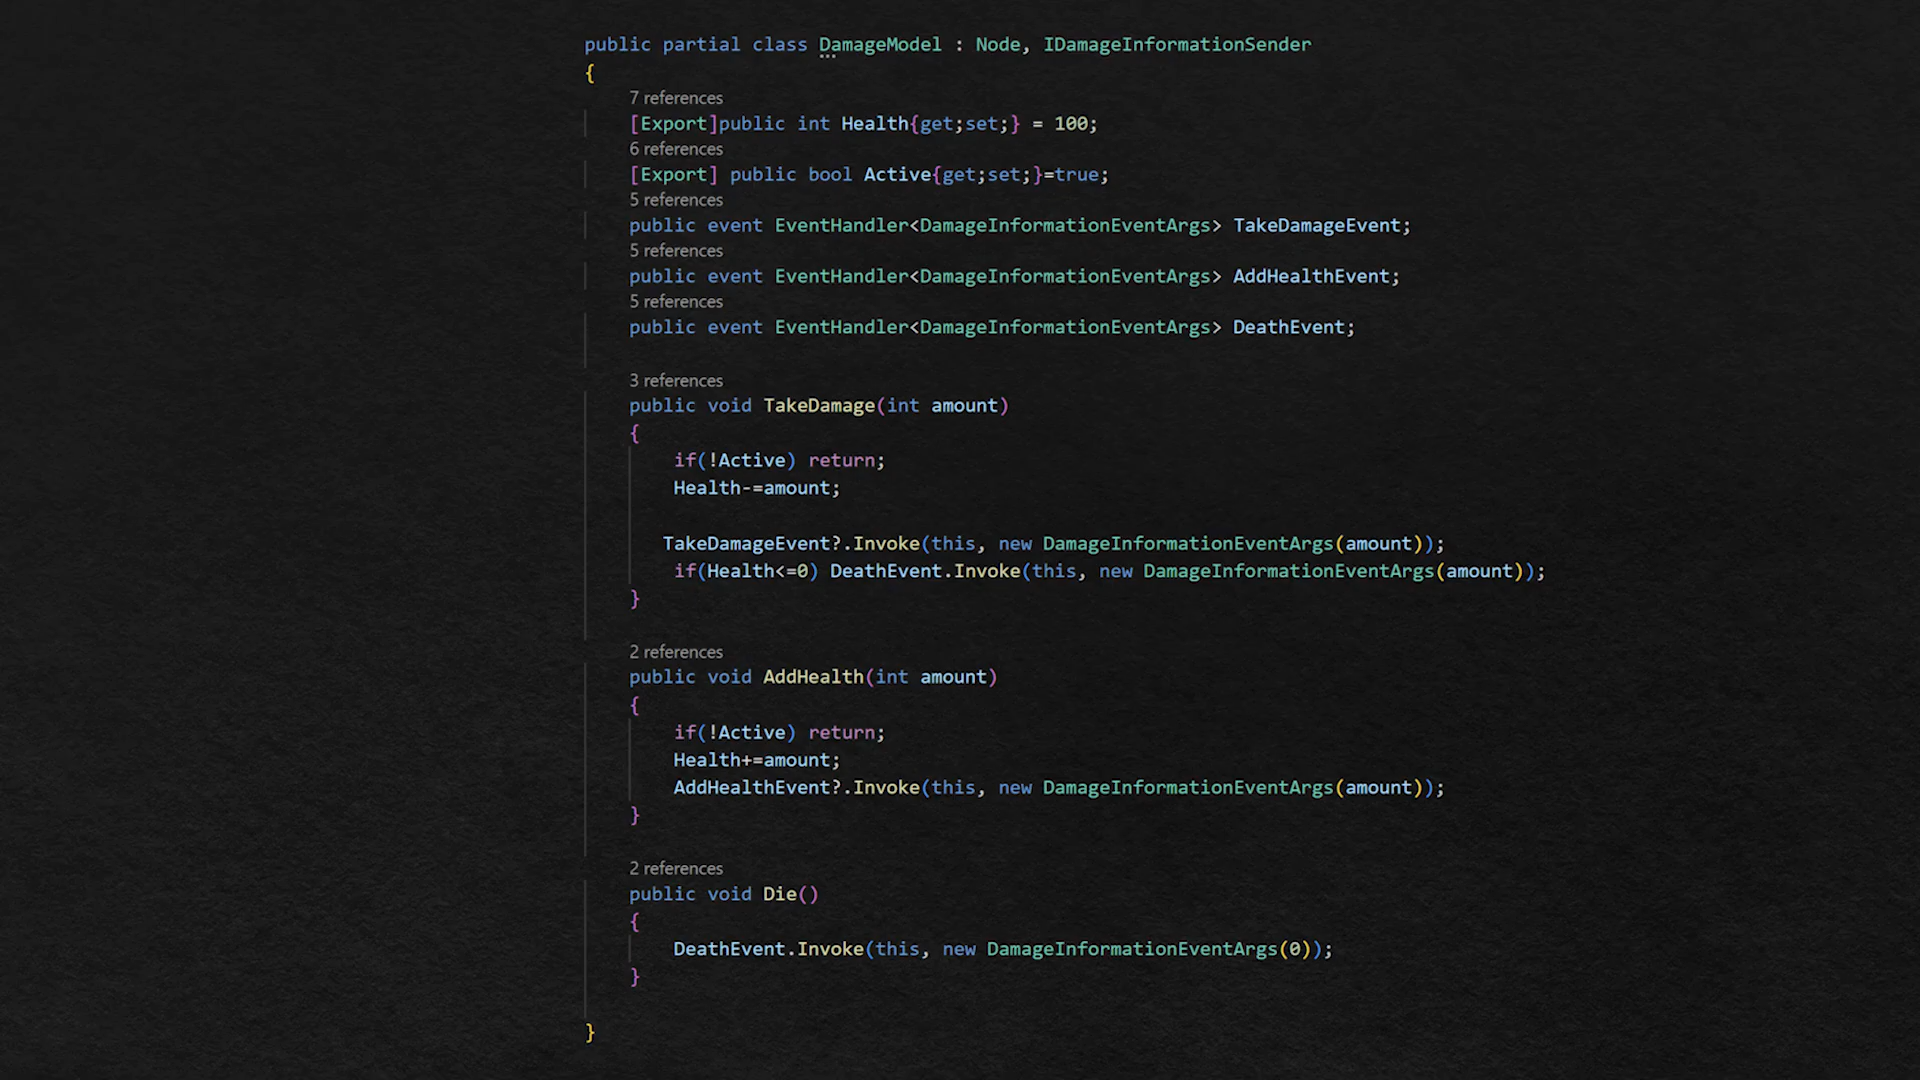 public partial class DamageModel : Node, IDamageInformationSender
{
7 references
[Export]public int Health{get;set;} = 100;
6 references
[Export] public bool Active{get;set;}=true;
5 references
public event EventHandler<DamageInformationEventArgs> TakeDamageEvent;
5 references
public event EventHandler<DamageInformationEventArgs> AddHealthEvent;
5 references
public event EventHandler<DamageInformationEventArgs> DeathEvent;
3 references
public void TakeDamage(int amount)
{
if(!Active) return;
Health-=amount;
TakeDamageEvent?.Invoke(this, new DamageInformationEventArgs(amount));
if(Health<=0) DeathEvent.Invoke(this, new DamageInformationEventArgs(amount));
}
2 references
public void AddHealth(int amount)
{
if(!Active) return;
Health+=amount;
AddHealthEvent?.Invoke(this, new DamageInformationEventArgs(amount));
}
2 references
public void Die()
{
DeathEvent.Invoke(this, new DamageInformationEventArgs(0));
}
}